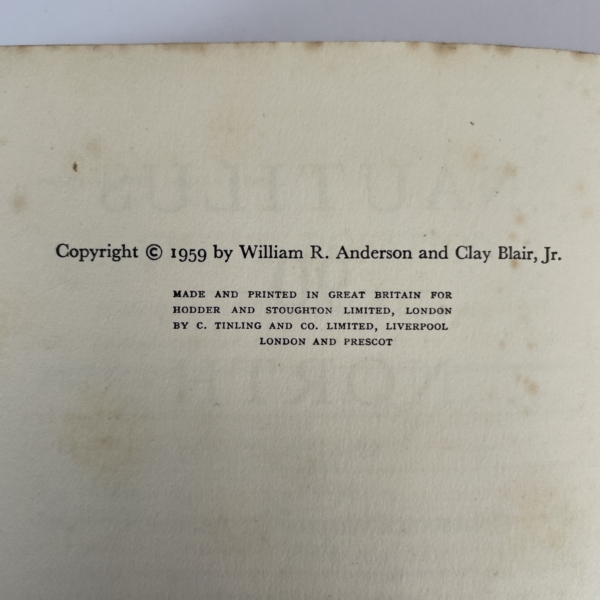 Copyright © 1959 by William R. Anderson and Clay Blair, Jr.
MADE AND PRINTED IN GREAT BRITAIN FOR
HODDER AND STOUGHTON LIMITED, LONDON
BY C. TINLING AND CO. LIMITED, LIVERPOOL
LONDON AND PRESCOT